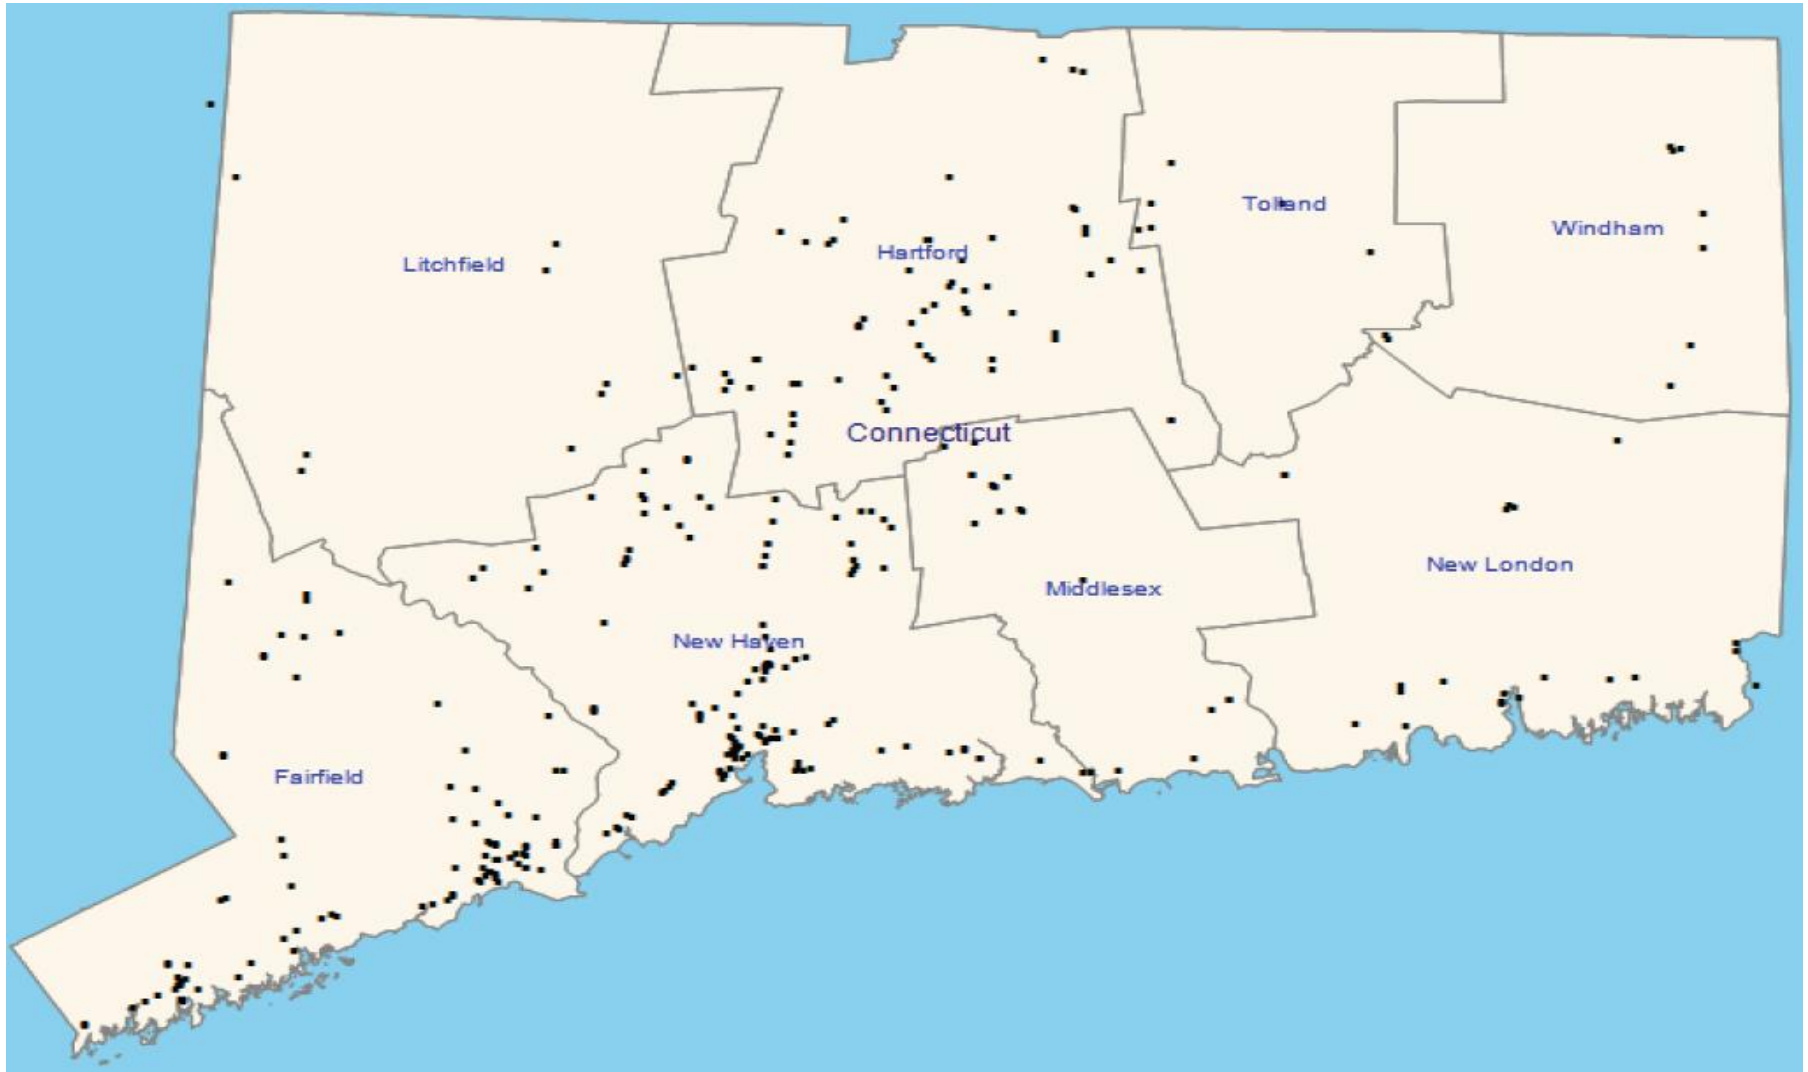 Tolland
Windham
Hartford
Litchfield
Connecticut
New London
Middlesex
New Haven
Fairfield